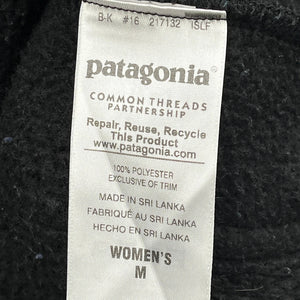 B-K #16 217132 ISLF
patagonia®
COMMON THREADS
PARTNERSHIP
Repair, Reuse, Recycle
This Product
www.patagonia.com
100% POLYESTER
EXCLUSIVE OF TRIM
MADE IN SRI LANKA
FABRIQUÉ AU SRI LANKA
HECHO EN SRI LANKA
WOMEN'S
M